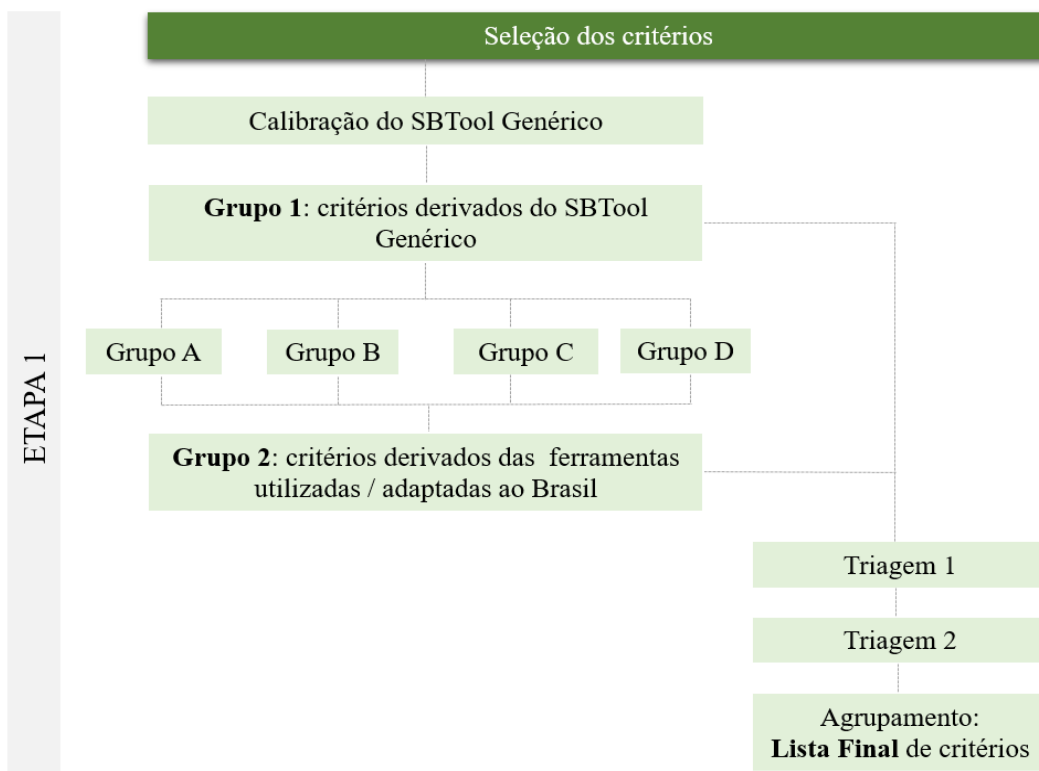 Seleção dos critérios
Calibração do SBTool Genérico
Grupo 1: critérios derivados do SBTool
Genérico
Grupo A
Grupo B
Grupo C
Grupo D
Grupo 2: critérios derivados das ferramentas
utilizadas / adaptadas ao Brasil
ETAPA 1
Triagem 1
Triagem 2
Agrupamento:
Lista Final de critérios